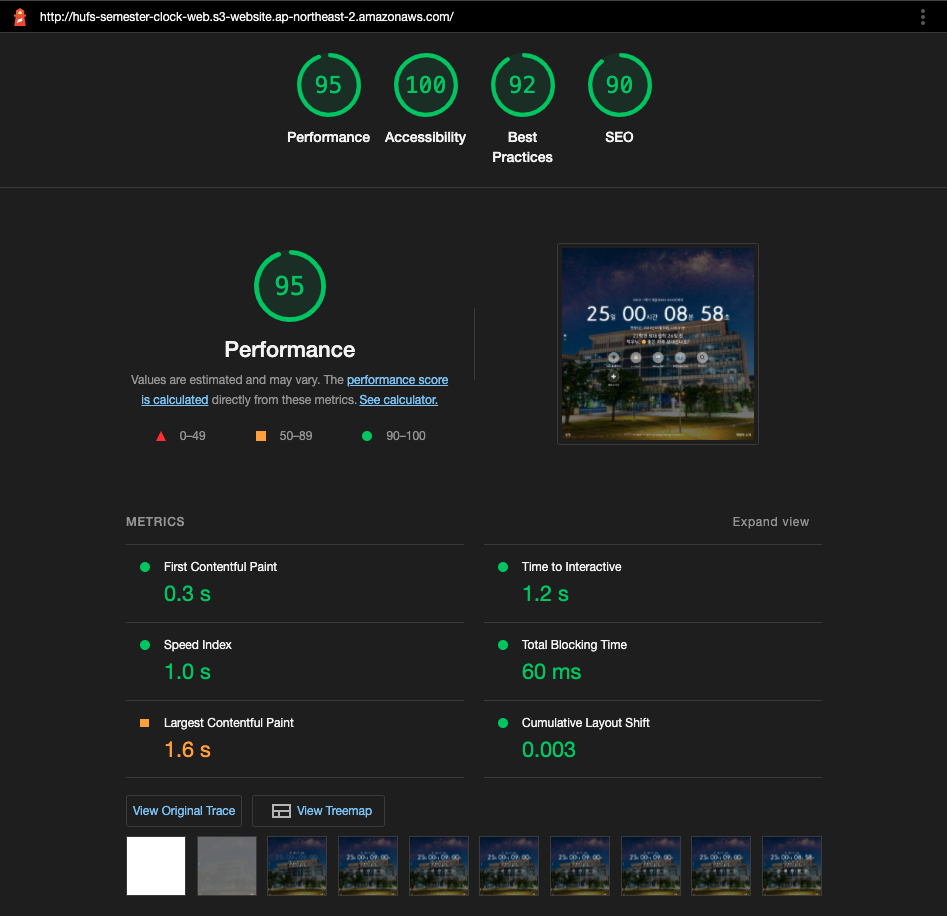 http://hufs-semester-clock-web.s3-website.ap-northeast-2.amazonaws.com/
95
100
92
90
Performance
Accessibility
Best
Practices
SEO
95
Performance
Values are estimated and may vary. The performance score
is calculated directly from these metrics. See calculator.
0–49
50–89
90–100
25일 00시간 08분 58초
METRICS
Expand view
First Contentful Paint
0.3 s
Time to Interactive
1.2 s
Speed Index
1.0 s
Total Blocking Time
60 ms
Largest Contentful Paint
1.6 s
Cumulative Layout Shift
0.003
View Original Trace
View Treemap